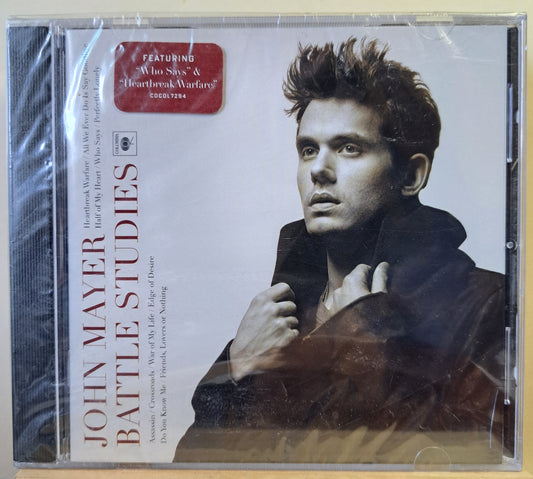 FEATURING
"Who Says" &
"Heartbreak Warfare"
COCOL7284
COLUMBIA
JOHN MAYER
BATTLE STUDIES
Heartbreak Warfare / All We Ever Do Is Say
Half of My Heart / Who Says / Perfectly Lonely
Assassin / Crossroads / War of My Life / Edge of Desire
Do You Know Me / Friends, Lovers or Nothing